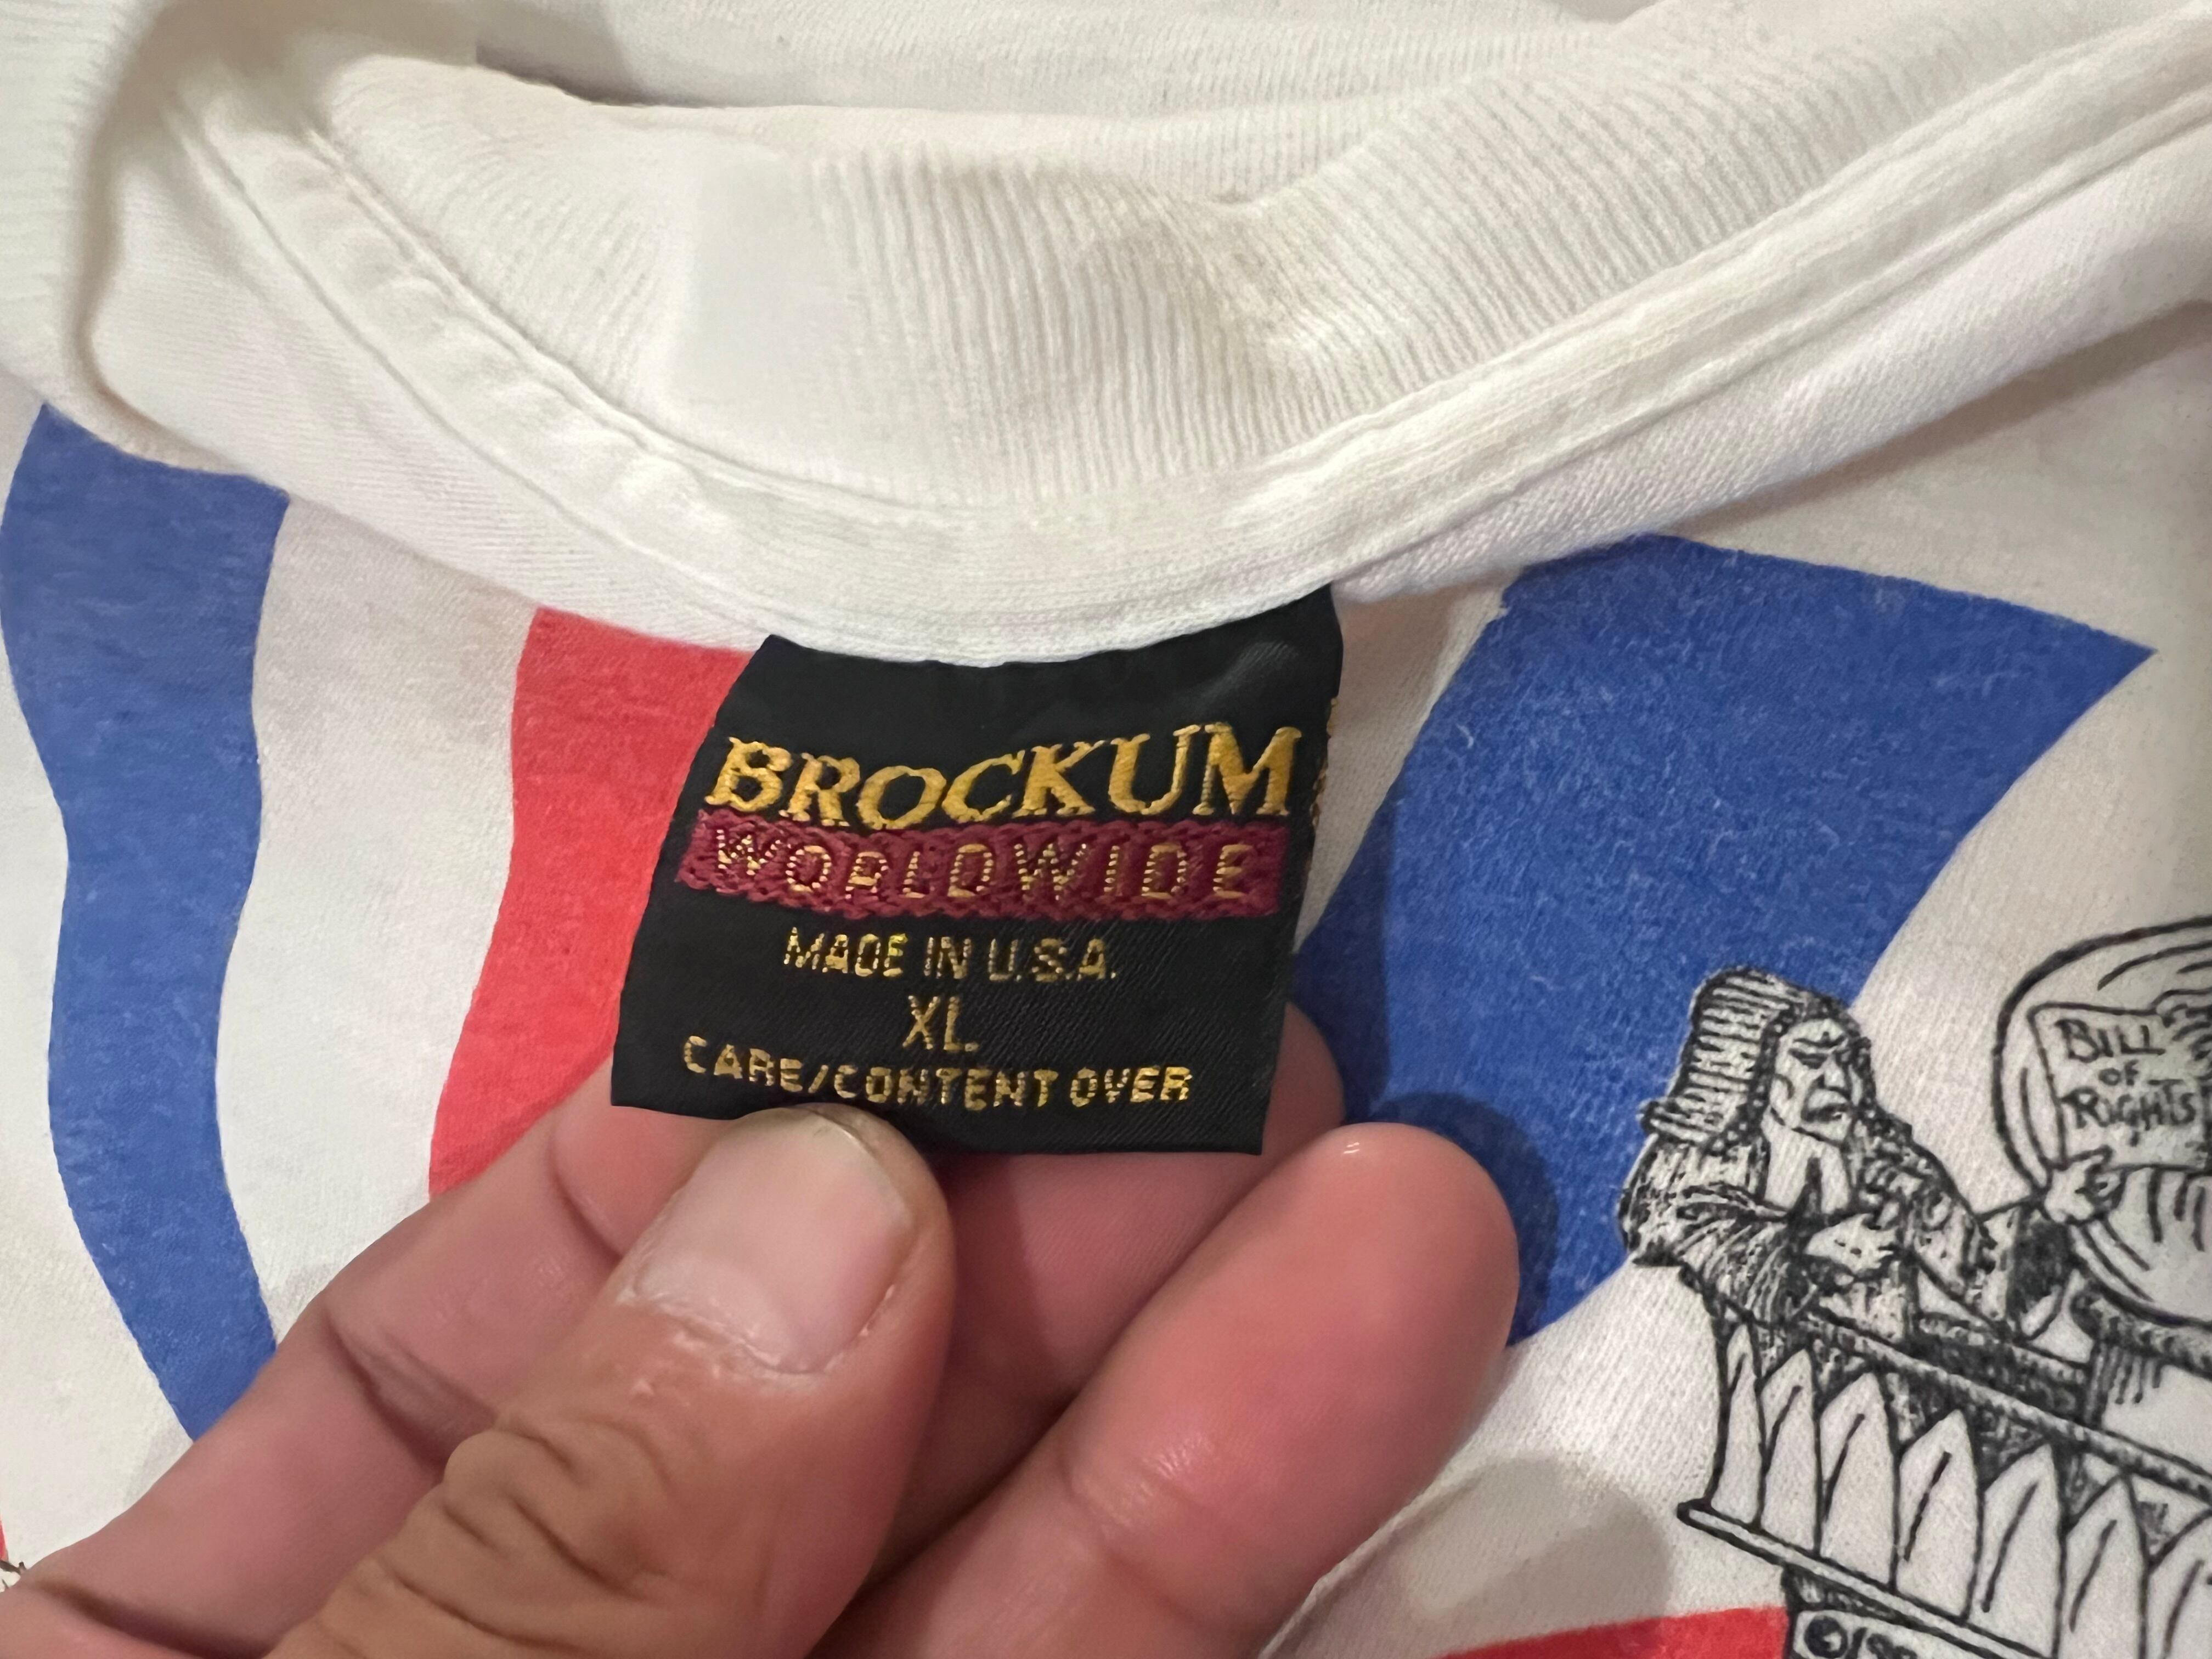 BROCKUM
WORLDWIDE
MADE IN U.S.A.
XL
CARE/CONTENT OVER
BILL
OF
RIGHTS